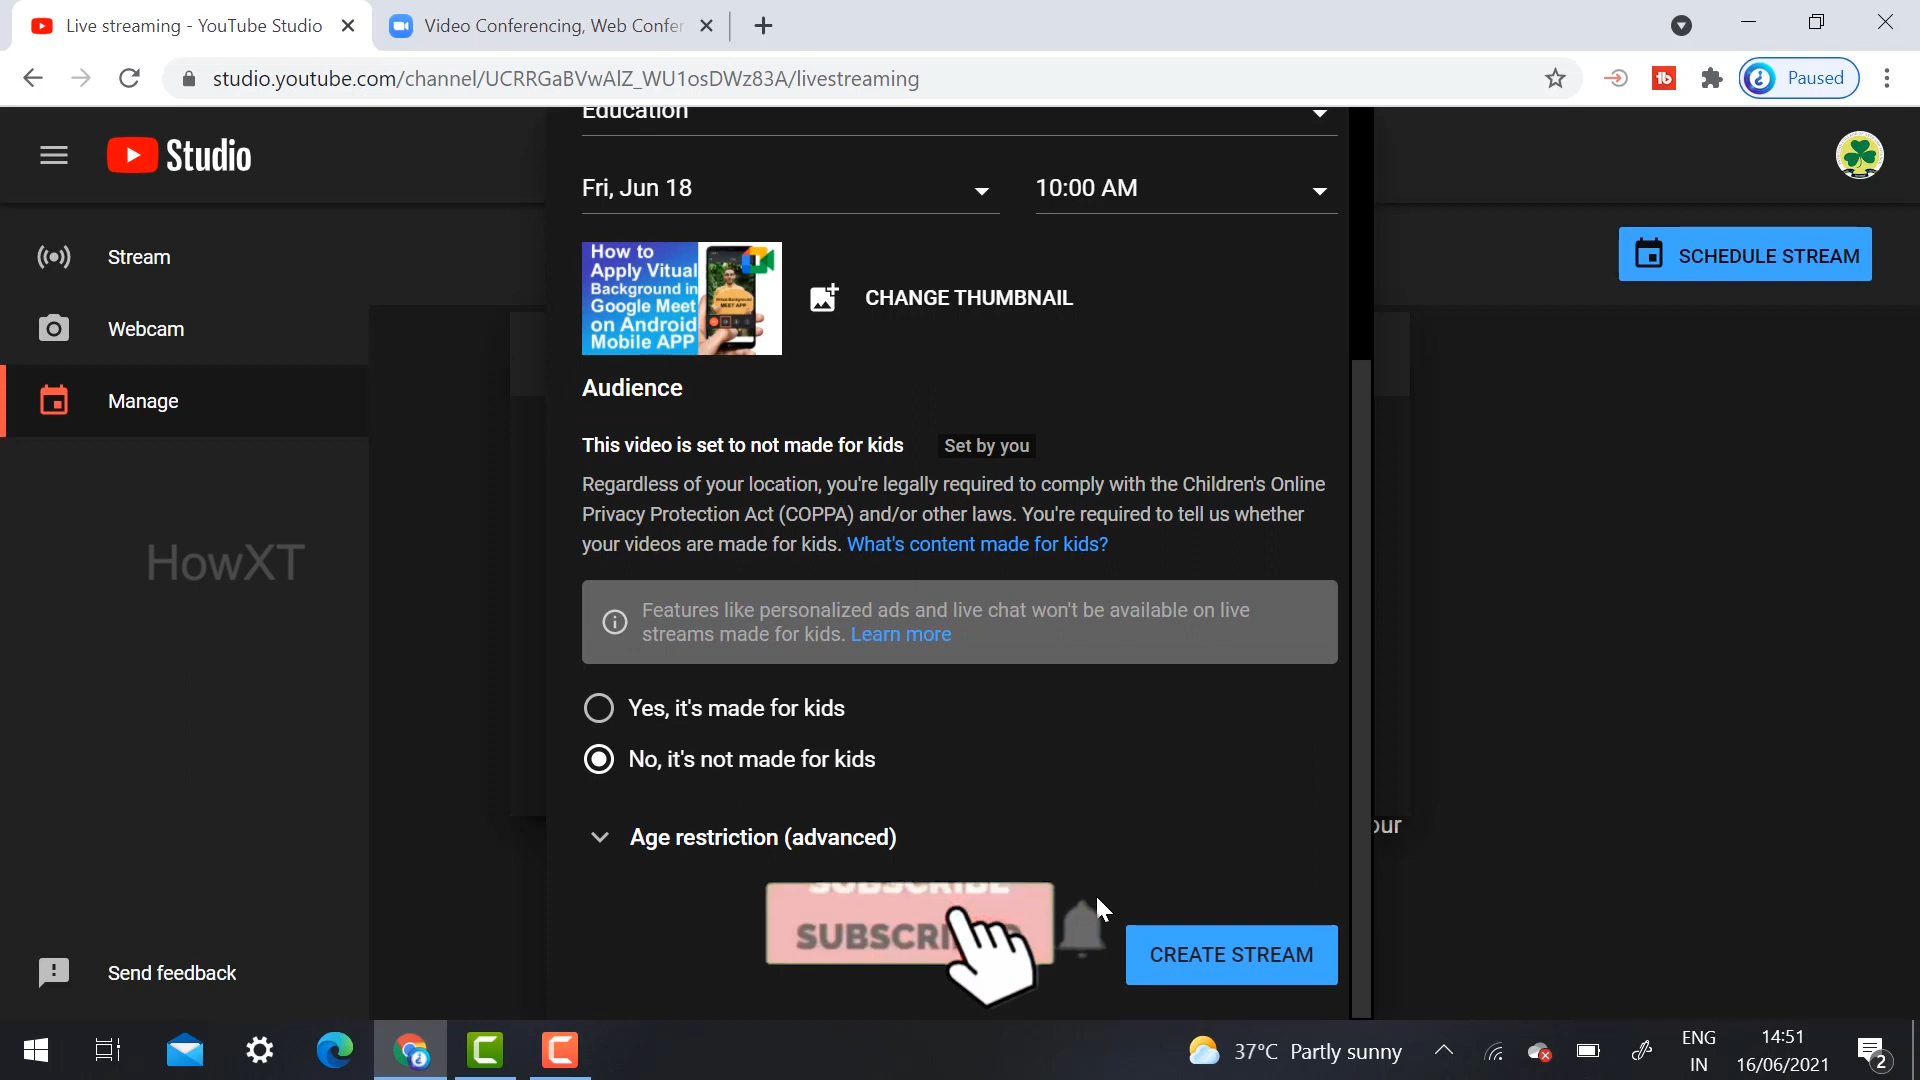 Live streaming - YouTube Studio
Video Conferencing, Web Confer
studio.youtube.com/channel/UCRRGaBVwAlZ_WU1osDWz83A/livestreaming
Paused
Studio
Education
Fri, Jun 18
10:00 AM
Stream
SCHEDULE STREAM
How to
Apply Vitual
Background in
Google Meet
on Android
Mobile APP
CHANGE THUMBNAIL
Webcam
Manage
Audience
This video is set to not made for kids
Set by you
Regardless of your location, you're legally required to comply with the Children's Online
Privacy Protection Act (COPPA) and/or other laws. You're required to tell us whether
your videos are made for kids. What's content made for kids?
HowXT
Features like personalized ads and live chat won't be available on live
streams made for kids. Learn more
Yes, it's made for kids
No, it's not made for kids
our
Age restriction (advanced)
SUBSCRIBE
CREATE STREAM
Send feedback
37°C Partly sunny
ENG
IN
14:51
16/06/2021
2